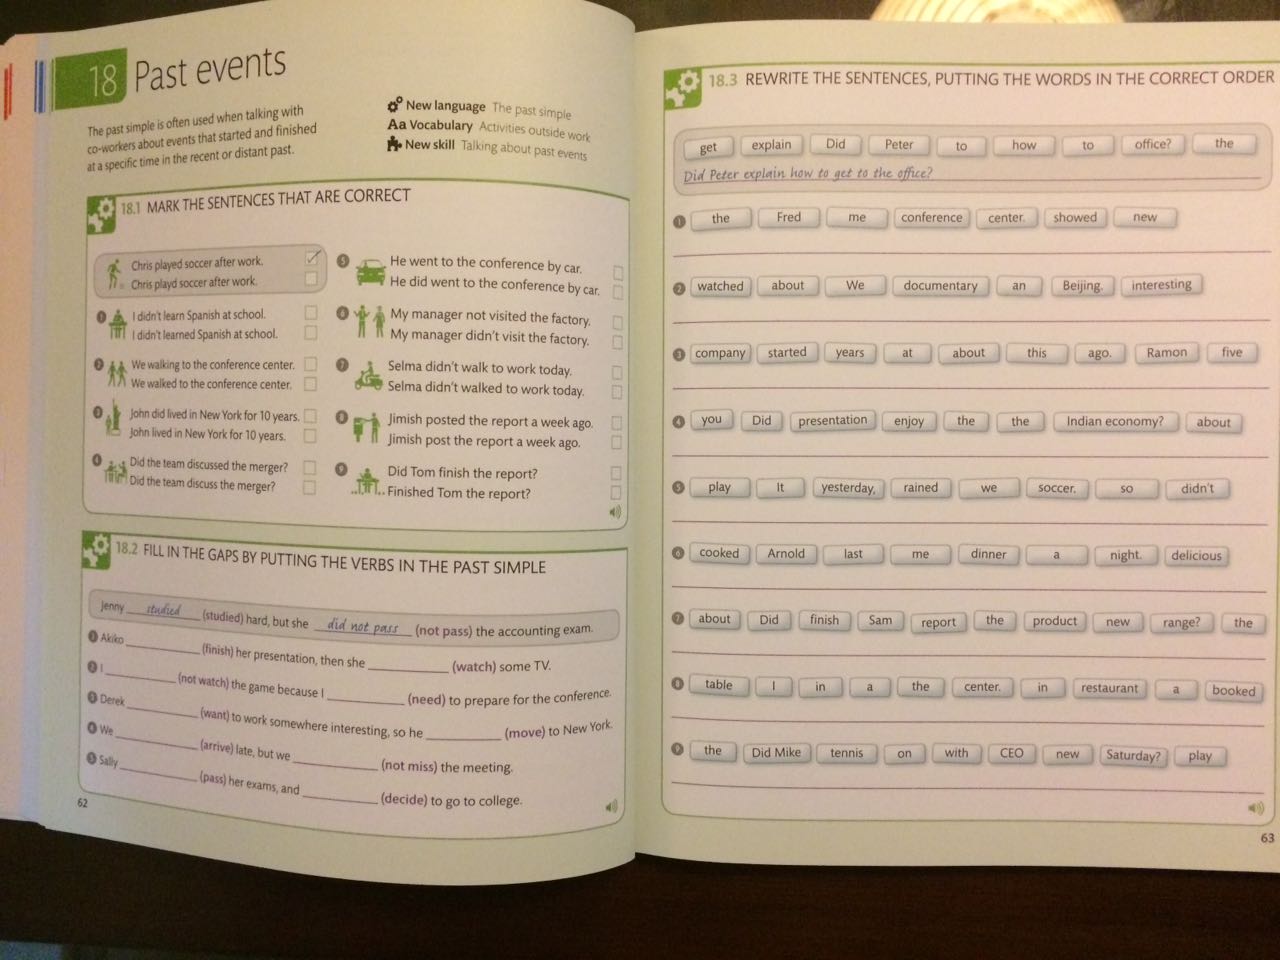 18 Past events
The past simple is often used when talking with
co-workers about events that started and finished
at a specific time in the recent or distant past.
New language The past simple
Aa Vocabulary Activities outside work
New skill Talking about past events
18.1 MARK THE SENTENCES THAT ARE CORRECT
Chris played soccer after work.
Chris playd soccer after work.
1 I didn't learn Spanish at school.
I didn't learned Spanish at school.
2 We walking to the conference center.
We walked to the conference center.
3 John did lived in New York for 10 years.
John lived in New York for 10 years.
4 Did the team discussed the merger?
Did the team discuss the merger?
5 He went to the conference by car.
He did went to the conference by car.
6 My manager not visited the factory.
My manager didn't visit the factory.
7 Selma didn't walk to work today.
Selma didn't walked to work today.
8 Jimish posted the report a week ago.
Jimish post the report a week ago.
9 Did Tom finish the report?
Finished Tom the report?
18.2 FILL IN THE GAPS BY PUTTING THE VERBS IN THE PAST SIMPLE
Jenny studied (studied) hard, but she did not pass (not pass) the accounting exam.
1 Akiko ________ (finish) her presentation, then she ________ (watch) some TV.
2 I ________ (not watch) the game because I ________ (need) to prepare for the conference.
3 Derek ________ (want) to work somewhere interesting, so he ________ (move) to New York.
4 We ________ (arrive) late, but we ________ (not miss) the meeting.
5 Sally ________ (pass) her exams, and ________ (decide) to go to college.
62
18.3 REWRITE THE SENTENCES, PUTTING THE WORDS IN THE CORRECT ORDER
get explain Did Peter to how to office? the
Did Peter explain how to get to the office?
1 the Fred me conference center. showed new
2 watched about We documentary an Beijing. interesting
3 company started years at about this ago. Ramon five
4 you Did presentation enjoy the the Indian economy? about
5 play It yesterday, rained we soccer. so didn't
6 cooked Arnold last me dinner a night. delicious
7 about Did finish Sam report the product new range? the
8 table I in a the center. in restaurant a booked
9 the Did Mike tennis on with CEO new Saturday? play
63